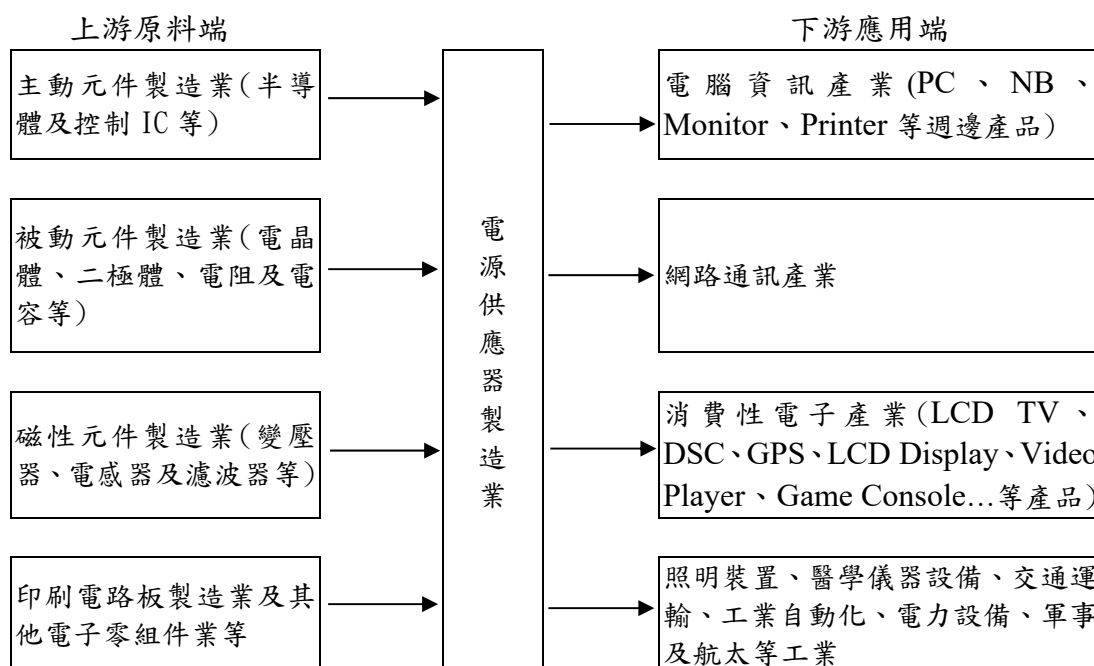 上游原料端
主動元件製造業(半導
體及控制 IC 等)
被動元件製造業(電晶
體、二極體、電阻及電
容等)
磁性元件製造業(變壓
器、電感器及濾波器等)
印刷電路板製造業及其
他電子零組件業等
電源供應器製造業
下游應用端
電腦資訊產業(PC、NB、
Monitor、Printer 等週邊產品)
網路通訊產業
消費性電子產業(LCD TV、
DSC、GPS、LCD Display、Video
Player、Game Console…等產品)
照明裝置、醫學儀器設備、交通運
輸、工業自動化、電力設備、軍事
及航太等工業